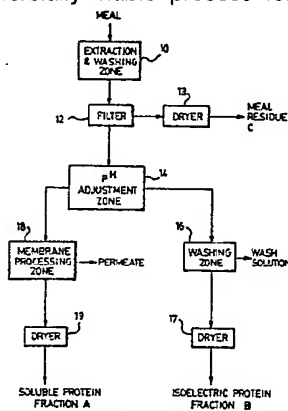 MEAL
10
EXTRACTION
& WASHING
ZONE
12
FILTER
13
DRYER
MEAL
RESIDUE
C
14
PH
ADJUSTMENT
ZONE
18
MEMBRANE
PROCESSING
ZONE
PERMEATE
16
WASHING
ZONE
WASH
SOLUTION
19
DRYER
17
DRYER
SOLUBLE PROTEIN
FRACTION A
ISOELECTRIC PROTEIN
FRACTION B